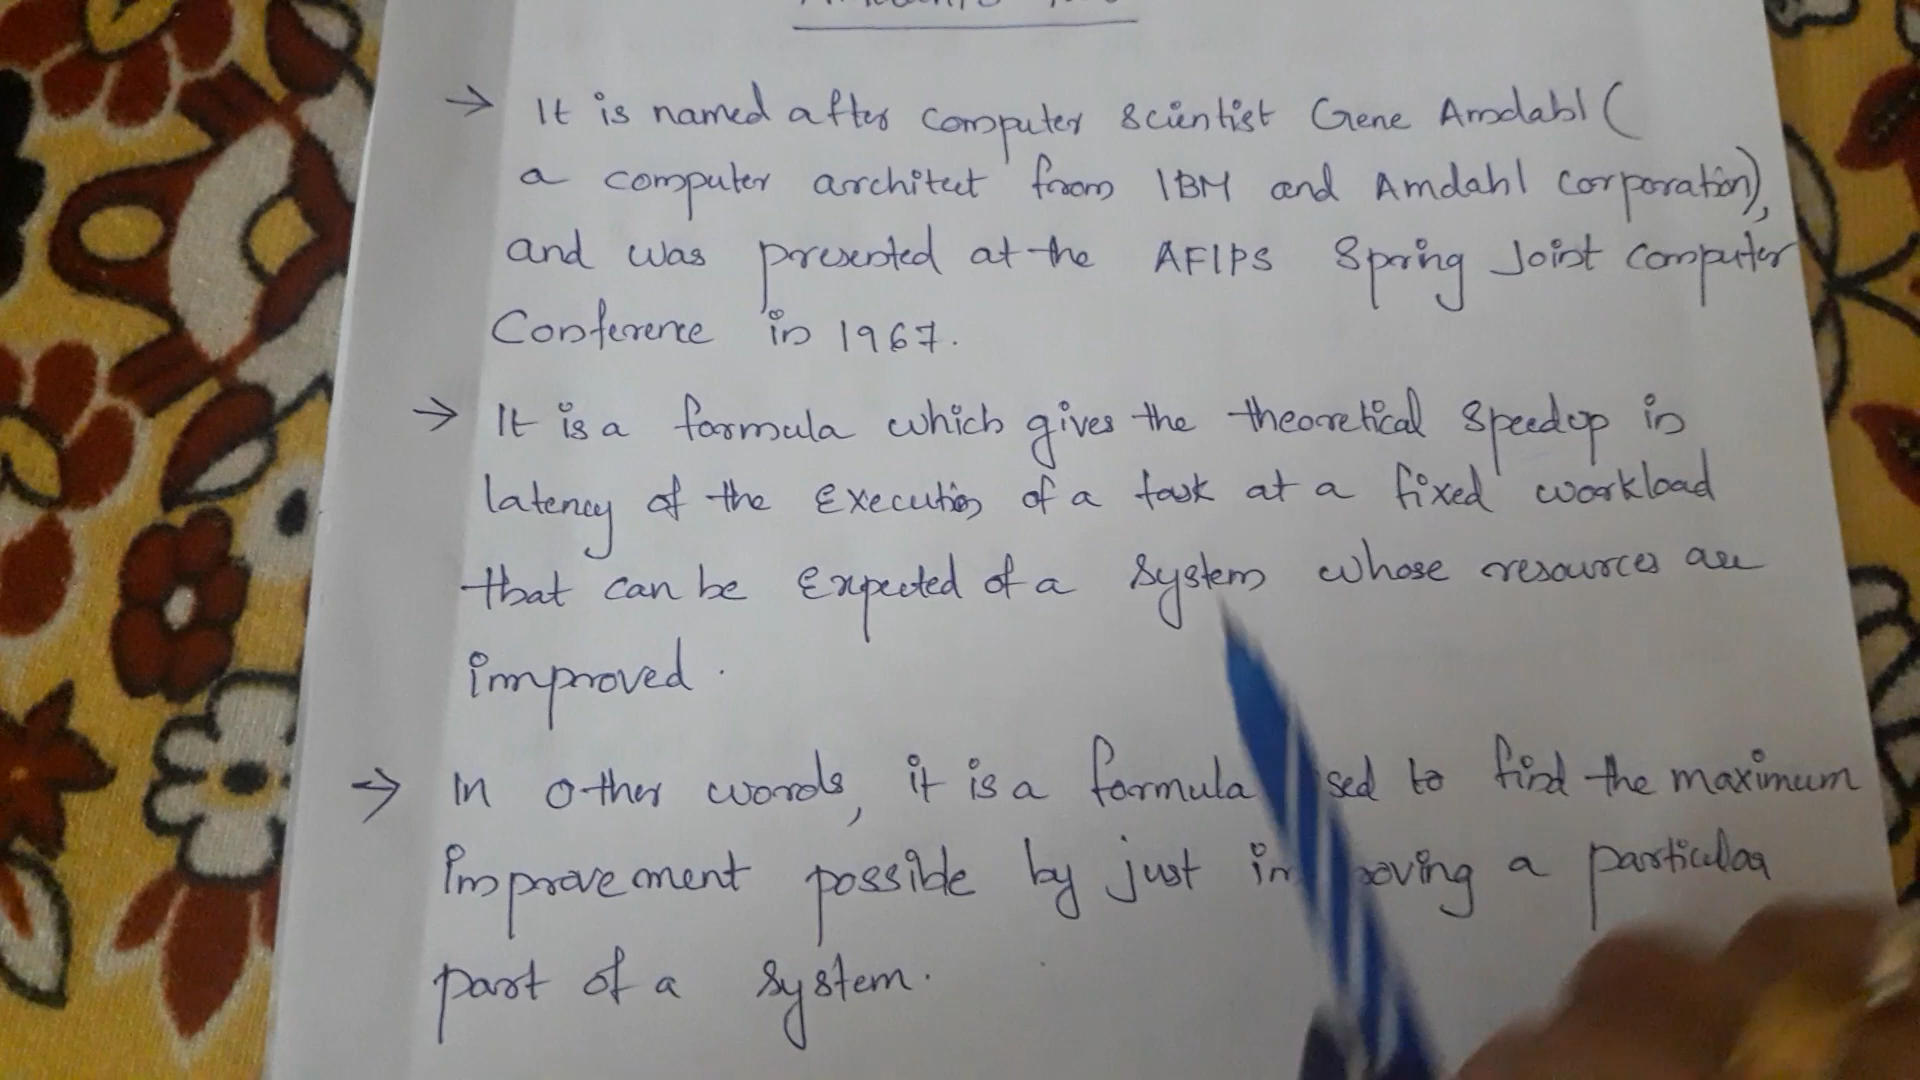 → It is named after computer scientist Gene Amdahl (
a computer architect from IBM and Amdahl corporation),
and was presented at the AFIPS Spring Joint Computer
Conference in 1967.
→ It is a formula which gives the theoretical speedup in
latency of the Execution of a task at a fixed workload
that can be Expected of a system whose resources are
improved.
→ In other words, it is a formula to find the maximum
Improvement possible by just a particular
part of a system.